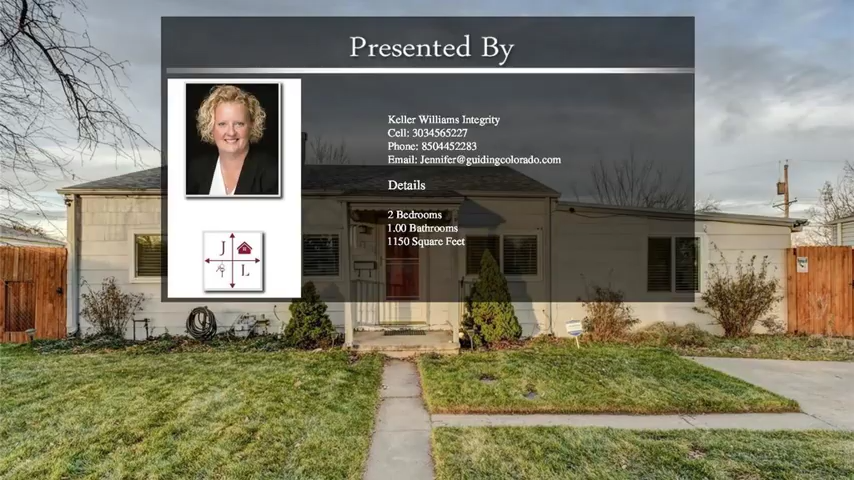 Presented By
Keller Williams Integrity
Cell: 3034565227
Phone: 8504452283
Email: Jennifer@guidingcolorado.com
Details
2 Bedrooms
1.00 Bathrooms
1150 Square Feet
J
L